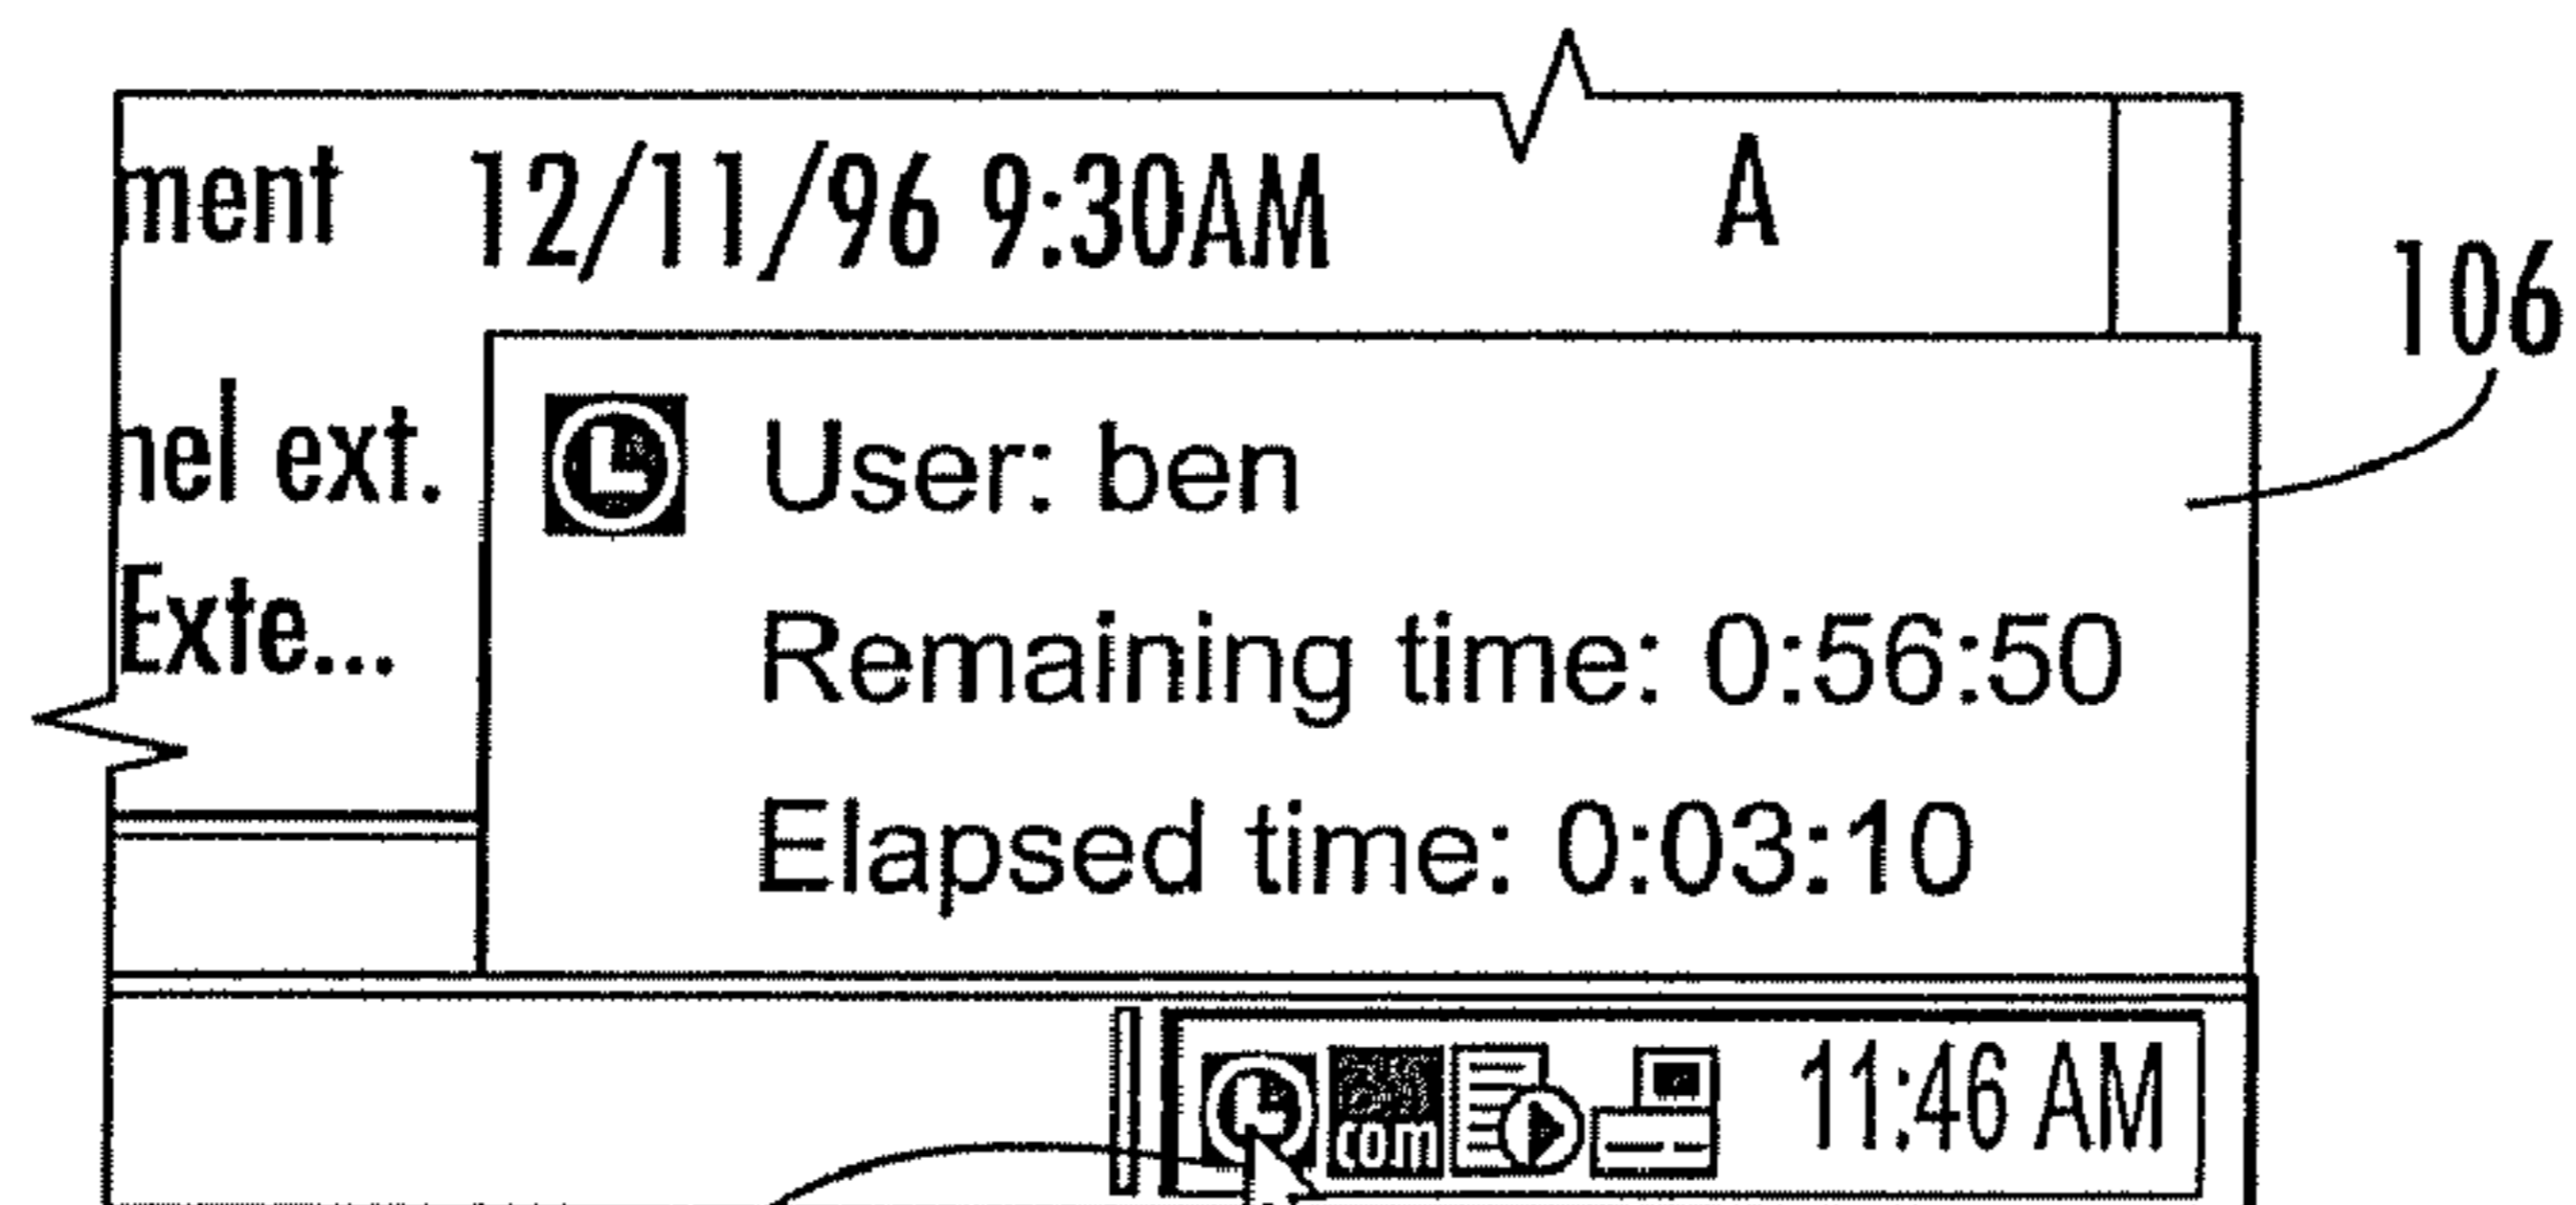 ment 12/11/96 9:30AM A
106
nel ext.
User: ben
Exte...
Remaining time: 0:56:50
Elapsed time: 0:03:10
com 11:46 AM